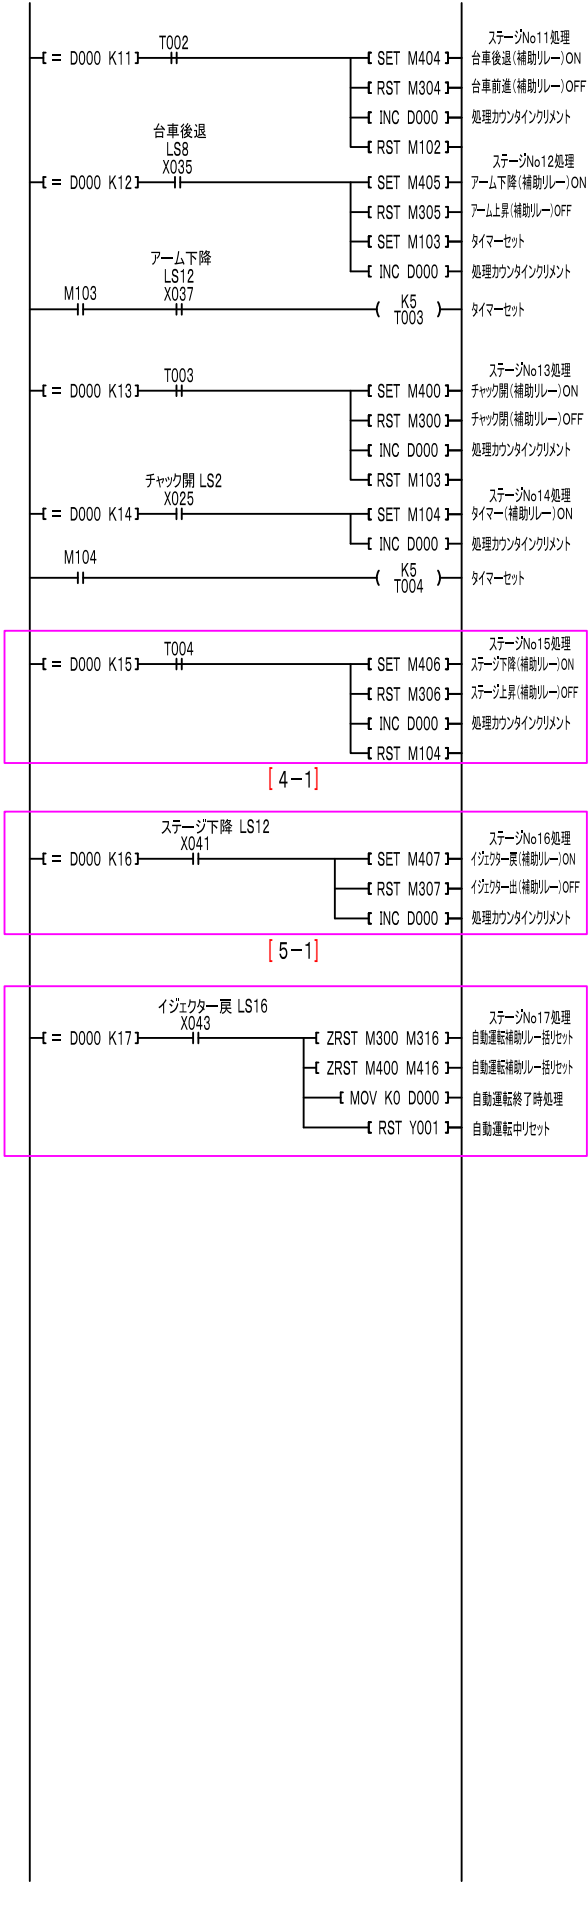 ステージNo11処理
T002
[ = D000 K11 ] [ SET M404 ] 台車後退(補助リレー)ON
[ RST M304 ] 台車前進(補助リレー)OFF
[ INC D000 ] 処理カウンタインクリメント
[ RST M102 ]
台車後退
LS8
X035
ステージNo12処理
[ = D000 K12 ] [ SET M405 ] アーム下降(補助リレー)ON
[ RST M305 ] アーム上昇(補助リレー)OFF
[ SET M103 ] タイマーセット
[ INC D000 ] 処理カウンタインクリメント
アーム下降
LS12
M103 X037
( K5 T003 ) タイマーセット
ステージNo13処理
T003
[ = D000 K13 ] [ SET M400 ] チャック開(補助リレー)ON
[ RST M300 ] チャック閉(補助リレー)OFF
[ INC D000 ] 処理カウンタインクリメント
[ RST M103 ]
チャック開 LS2
X025
ステージNo14処理
[ = D000 K14 ] [ SET M104 ] タイマー(補助リレー)ON
[ INC D000 ] 処理カウンタインクリメント
M104
( K5 T004 ) タイマーセット
ステージNo15処理
T004
[ = D000 K15 ] [ SET M406 ] ステージ下降(補助リレー)ON
[ RST M306 ] ステージ上昇(補助リレー)OFF
[ INC D000 ] 処理カウンタインクリメント
[ RST M104 ]
[4-1]
ステージ下降 LS12
X041
ステージNo16処理
[ = D000 K16 ] [ SET M407 ] イジェクター戻(補助リレー)ON
[ RST M307 ] イジェクター出(補助リレー)OFF
[ INC D000 ] 処理カウンタインクリメント
[5-1]
イジェクター戻 LS16
X043
ステージNo17処理
[ = D000 K17 ] [ ZRST M300 M316 ] 自動運転補助リレー括リセット
[ ZRST M400 M416 ] 自動運転補助リレー括リセット
[ MOV K0 D000 ] 自動運転終了時処理
[ RST Y001 ] 自動運転中リセット